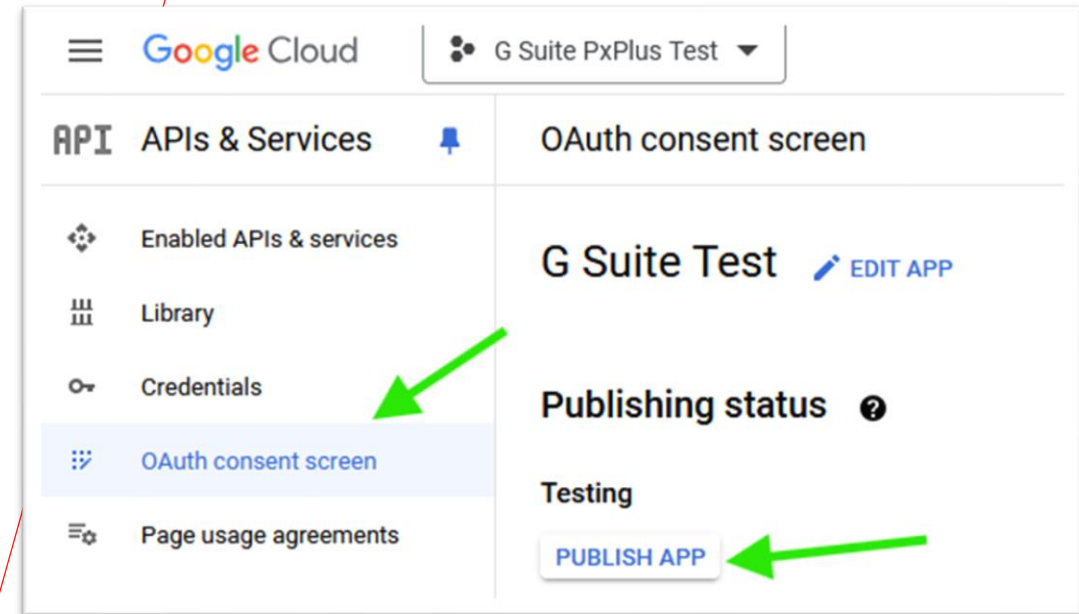 Google Cloud
G Suite PxPlus Test
API APIs & Services
OAuth consent screen
Enabled APIs & services
Library
Credentials
OAuth consent screen
Page usage agreements
G Suite Test
EDIT APP
Publishing status
Testing
PUBLISH APP